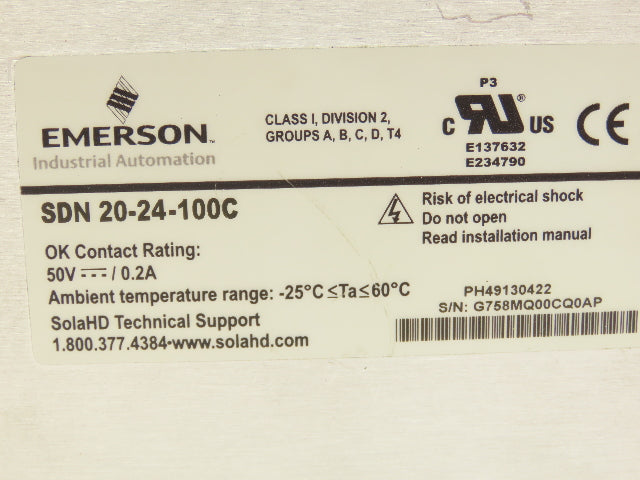 EMERSON™
Industrial Automation
CLASS I, DIVISION 2,
GROUPS A, B, C, D, T4
P3
c UR® US
E137632
E234790
CE
SDN 20-24-100C
Risk of electrical shock
Do not open
Read installation manual
OK Contact Rating:
50V ⎓ / 0.2A
Ambient temperature range: -25°C ≤Ta≤60°C
SolaHD Technical Support
1.800.377.4384•www.solahd.com
PH49130422
S/N: G758MQ00CQ0AP